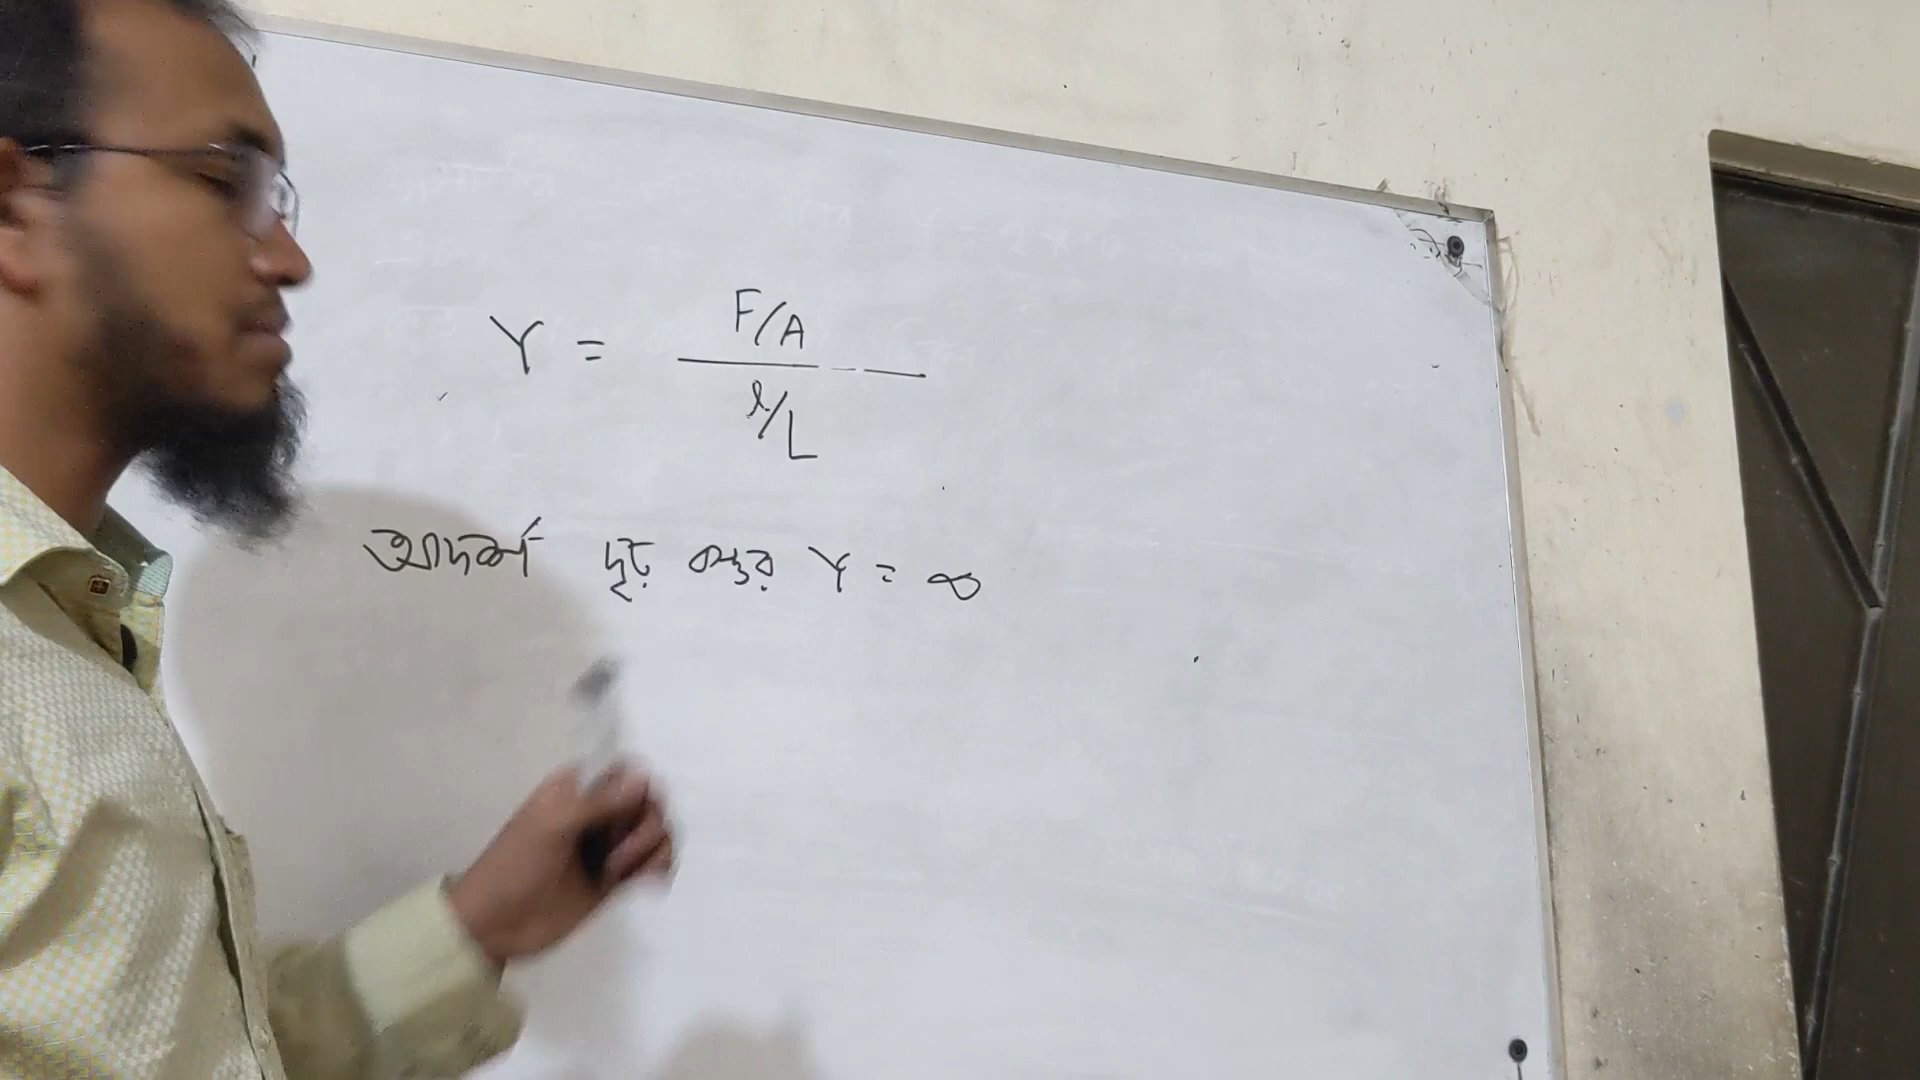 Y = F/A
l/L
আদর্শ দৃঢ় বস্তুর Y = ∞